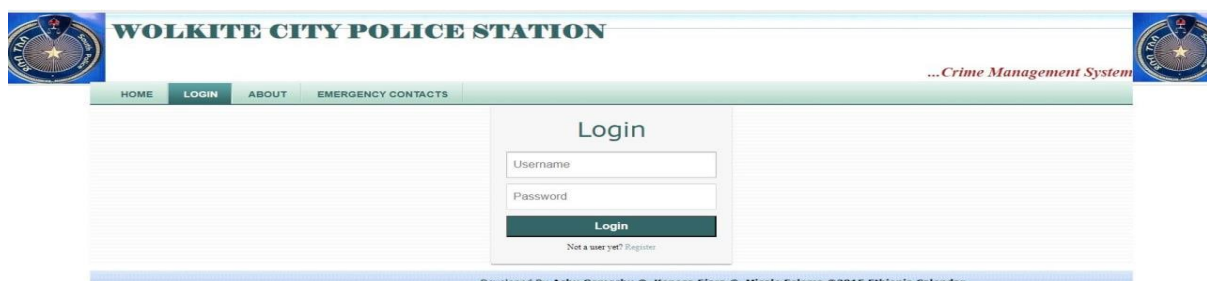 WOLKITE CITY POLICE STATION
...Crime Management System
HOME LOGIN ABOUT EMERGENCY CONTACTS
Login
Username
Password
Login
Not a user yet? Register